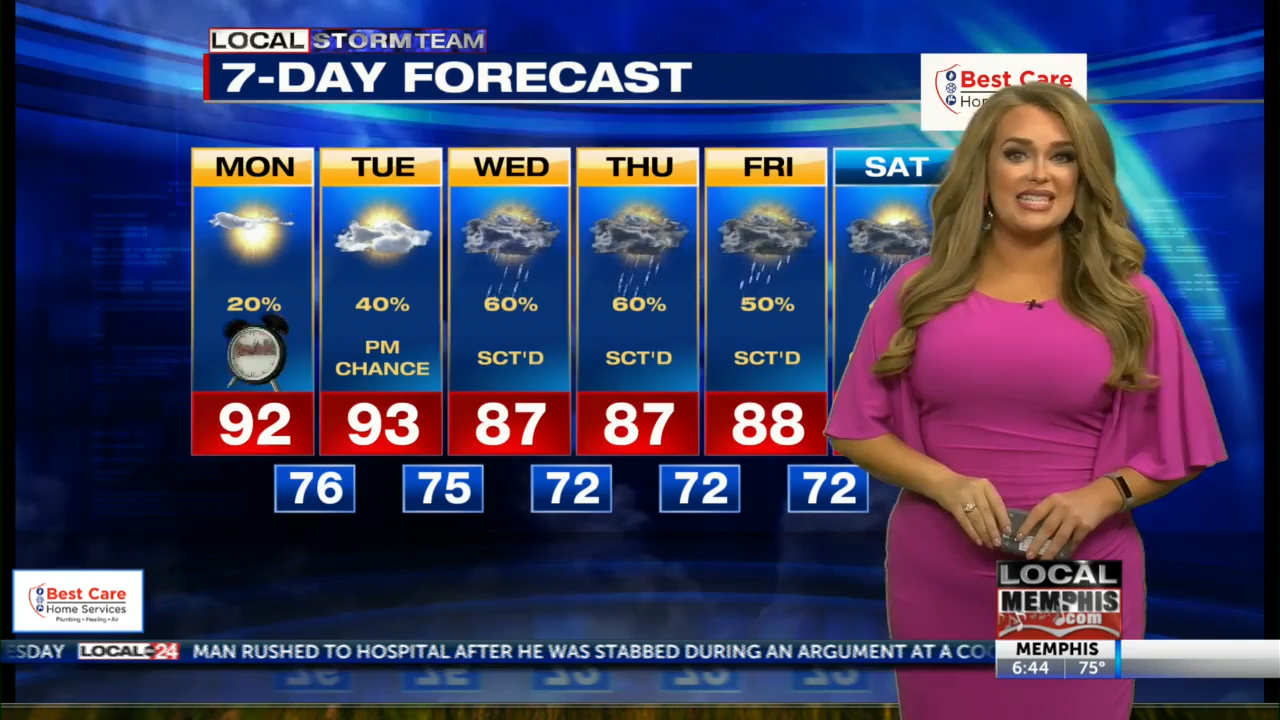 LOCAL STORM TEAM
7-DAY FORECAST
Best Care
MON TUE WED THU FRI SAT
20% 40% 60% 60% 50%
PM
CHANCE SCT'D SCT'D SCT'D
92 93 87 87 88
76 75 72 72 72
Best Care
Home Services
Plumbing • Heating • Air
LOCAL
MEMPHIS
.com
ESDAY LOCAL 24 MAN RUSHED TO HOSPITAL AFTER HE WAS STABBED DURING AN ARGUMENT AT A CO
MEMPHIS
6:44 75°